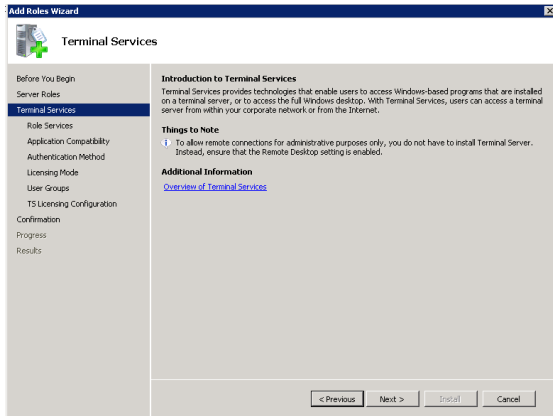 Add Roles Wizard
Terminal Services
Before You Begin
Server Roles
Terminal Services
Role Services
Application Compatibility
Authentication Method
Licensing Mode
User Groups
TS Licensing Configuration
Confirmation
Progress
Results
Introduction to Terminal Services
Terminal Services provides technologies that enable users to access Windows-based programs that are installed
on a terminal server, or to access the full Windows desktop. With Terminal Services, users can access a terminal
server from within your corporate network or from the Internet.
Things to Note
To allow remote connections for administrative purposes only, you do not have to install Terminal Server.
Instead, ensure that the Remote Desktop setting is enabled.
Additional Information
Overview of Terminal Services
< Previous
Next >
Install
Cancel